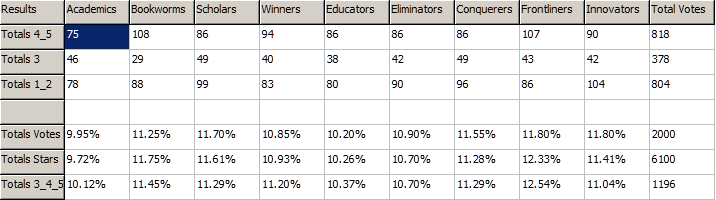 Results Academics Bookworms Scholars Winners Educators Eliminators Conquerers Frontliners Innovators Total Votes
Totals 4_5 75 108 86 94 86 86 86 107 90 818
Totals 3 46 29 49 40 38 42 49 43 42 378
Totals 1_2 78 88 99 83 80 90 96 86 104 804
Totals Votes 9.95% 11.25% 11.70% 10.85% 10.20% 10.90% 11.55% 11.80% 11.80% 2000
Totals Stars 9.72% 11.75% 11.61% 10.93% 10.26% 10.70% 11.28% 12.33% 11.41% 6100
Totals 3_4_5 10.12% 11.45% 11.29% 11.20% 10.37% 10.70% 11.29% 12.54% 11.04% 1196